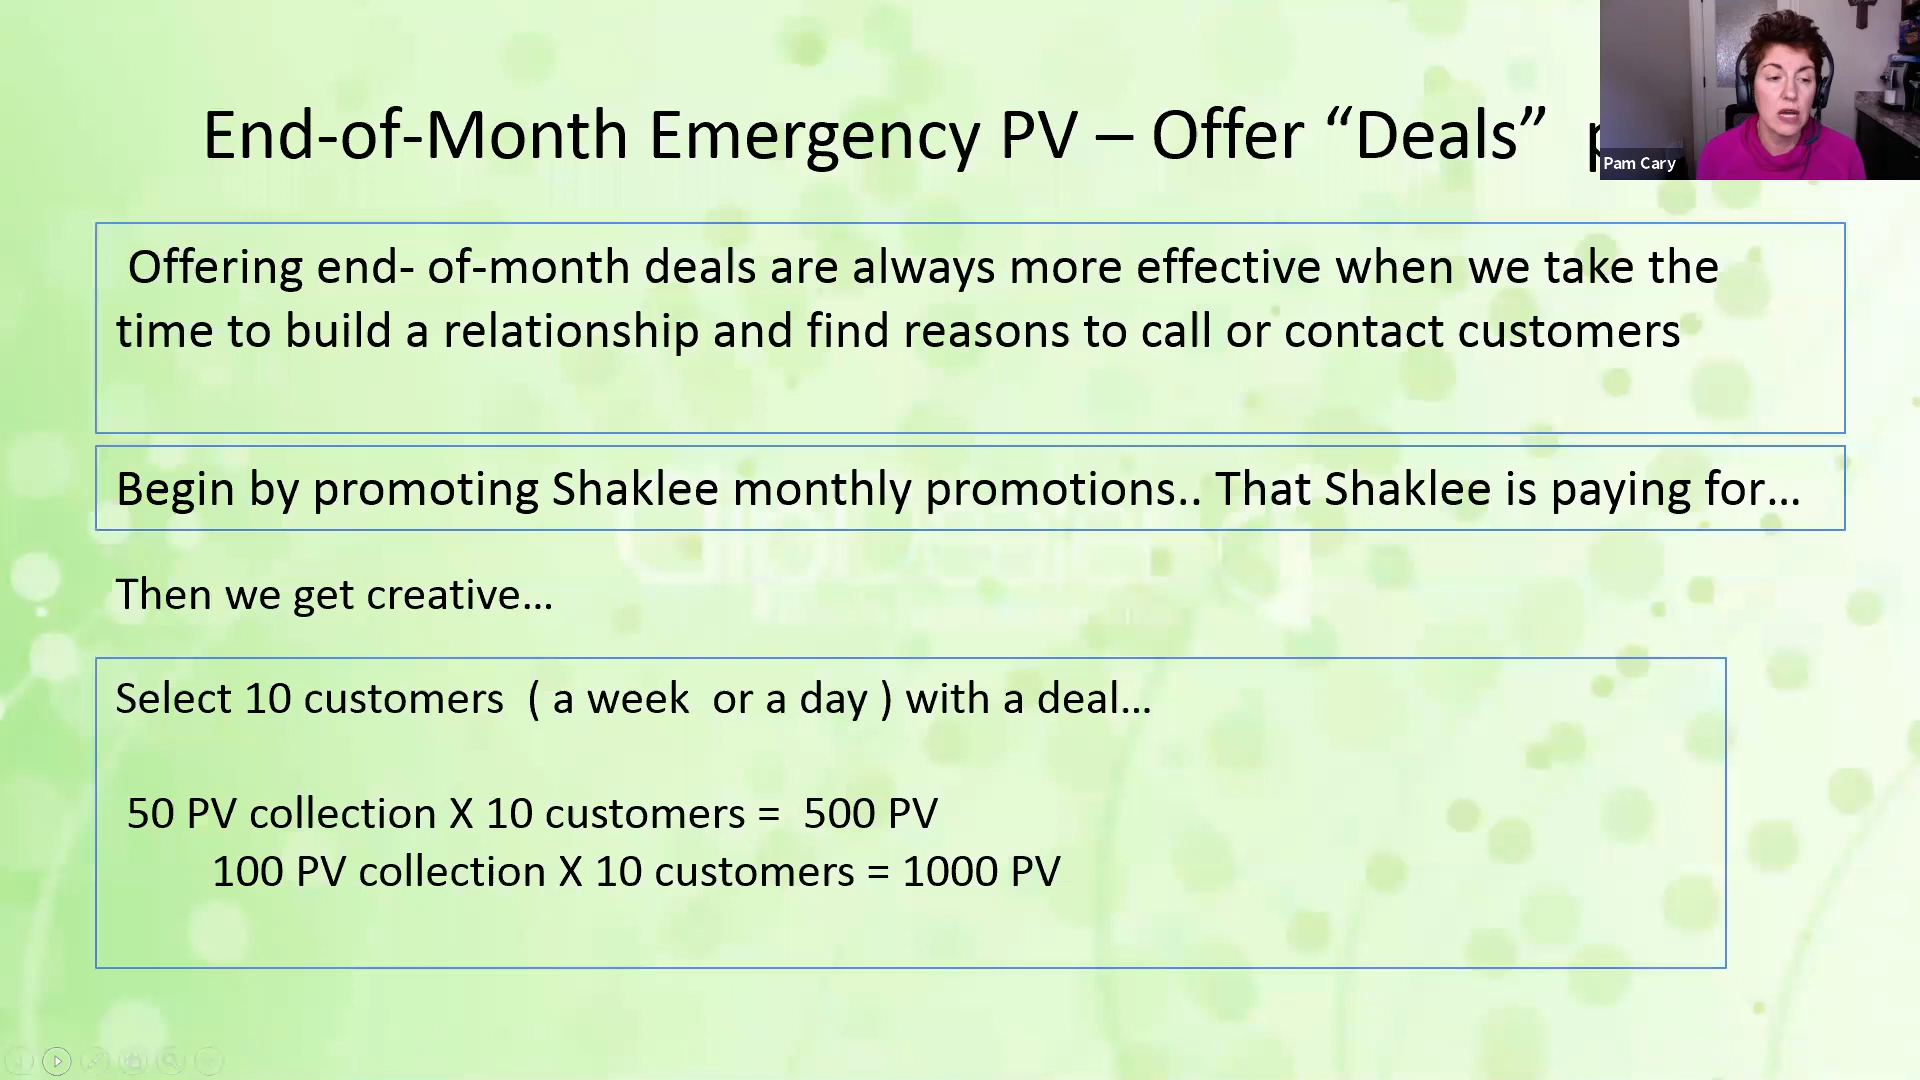 End-of-Month Emergency PV – Offer “Deals”
Pam Cary
Offering end- of-month deals are always more effective when we take the
time to build a relationship and find reasons to call or contact customers
Begin by promoting Shaklee monthly promotions.. That Shaklee is paying for…
Then we get creative…
Select 10 customers ( a week or a day ) with a deal…
50 PV collection X 10 customers = 500 PV
100 PV collection X 10 customers = 1000 PV